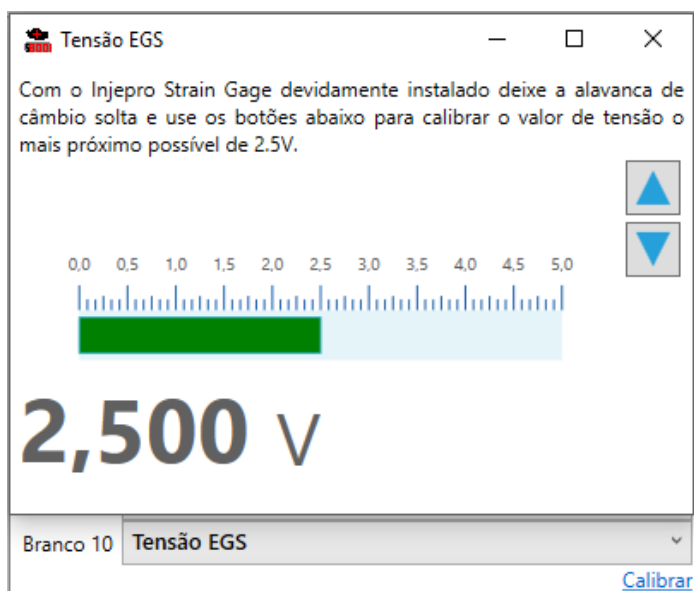 Tensão EGS
Com o Injepro Strain Gage devidamente instalado deixe a alavanca de
câmbio solta e use os botões abaixo para calibrar o valor de tensão o
mais próximo possível de 2.5V.
0,0 0,5 1,0 1,5 2,0 2,5 3,0 3,5 4,0 4,5 5,0
2,500 V
Branco 10 Tensão EGS
Calibrar